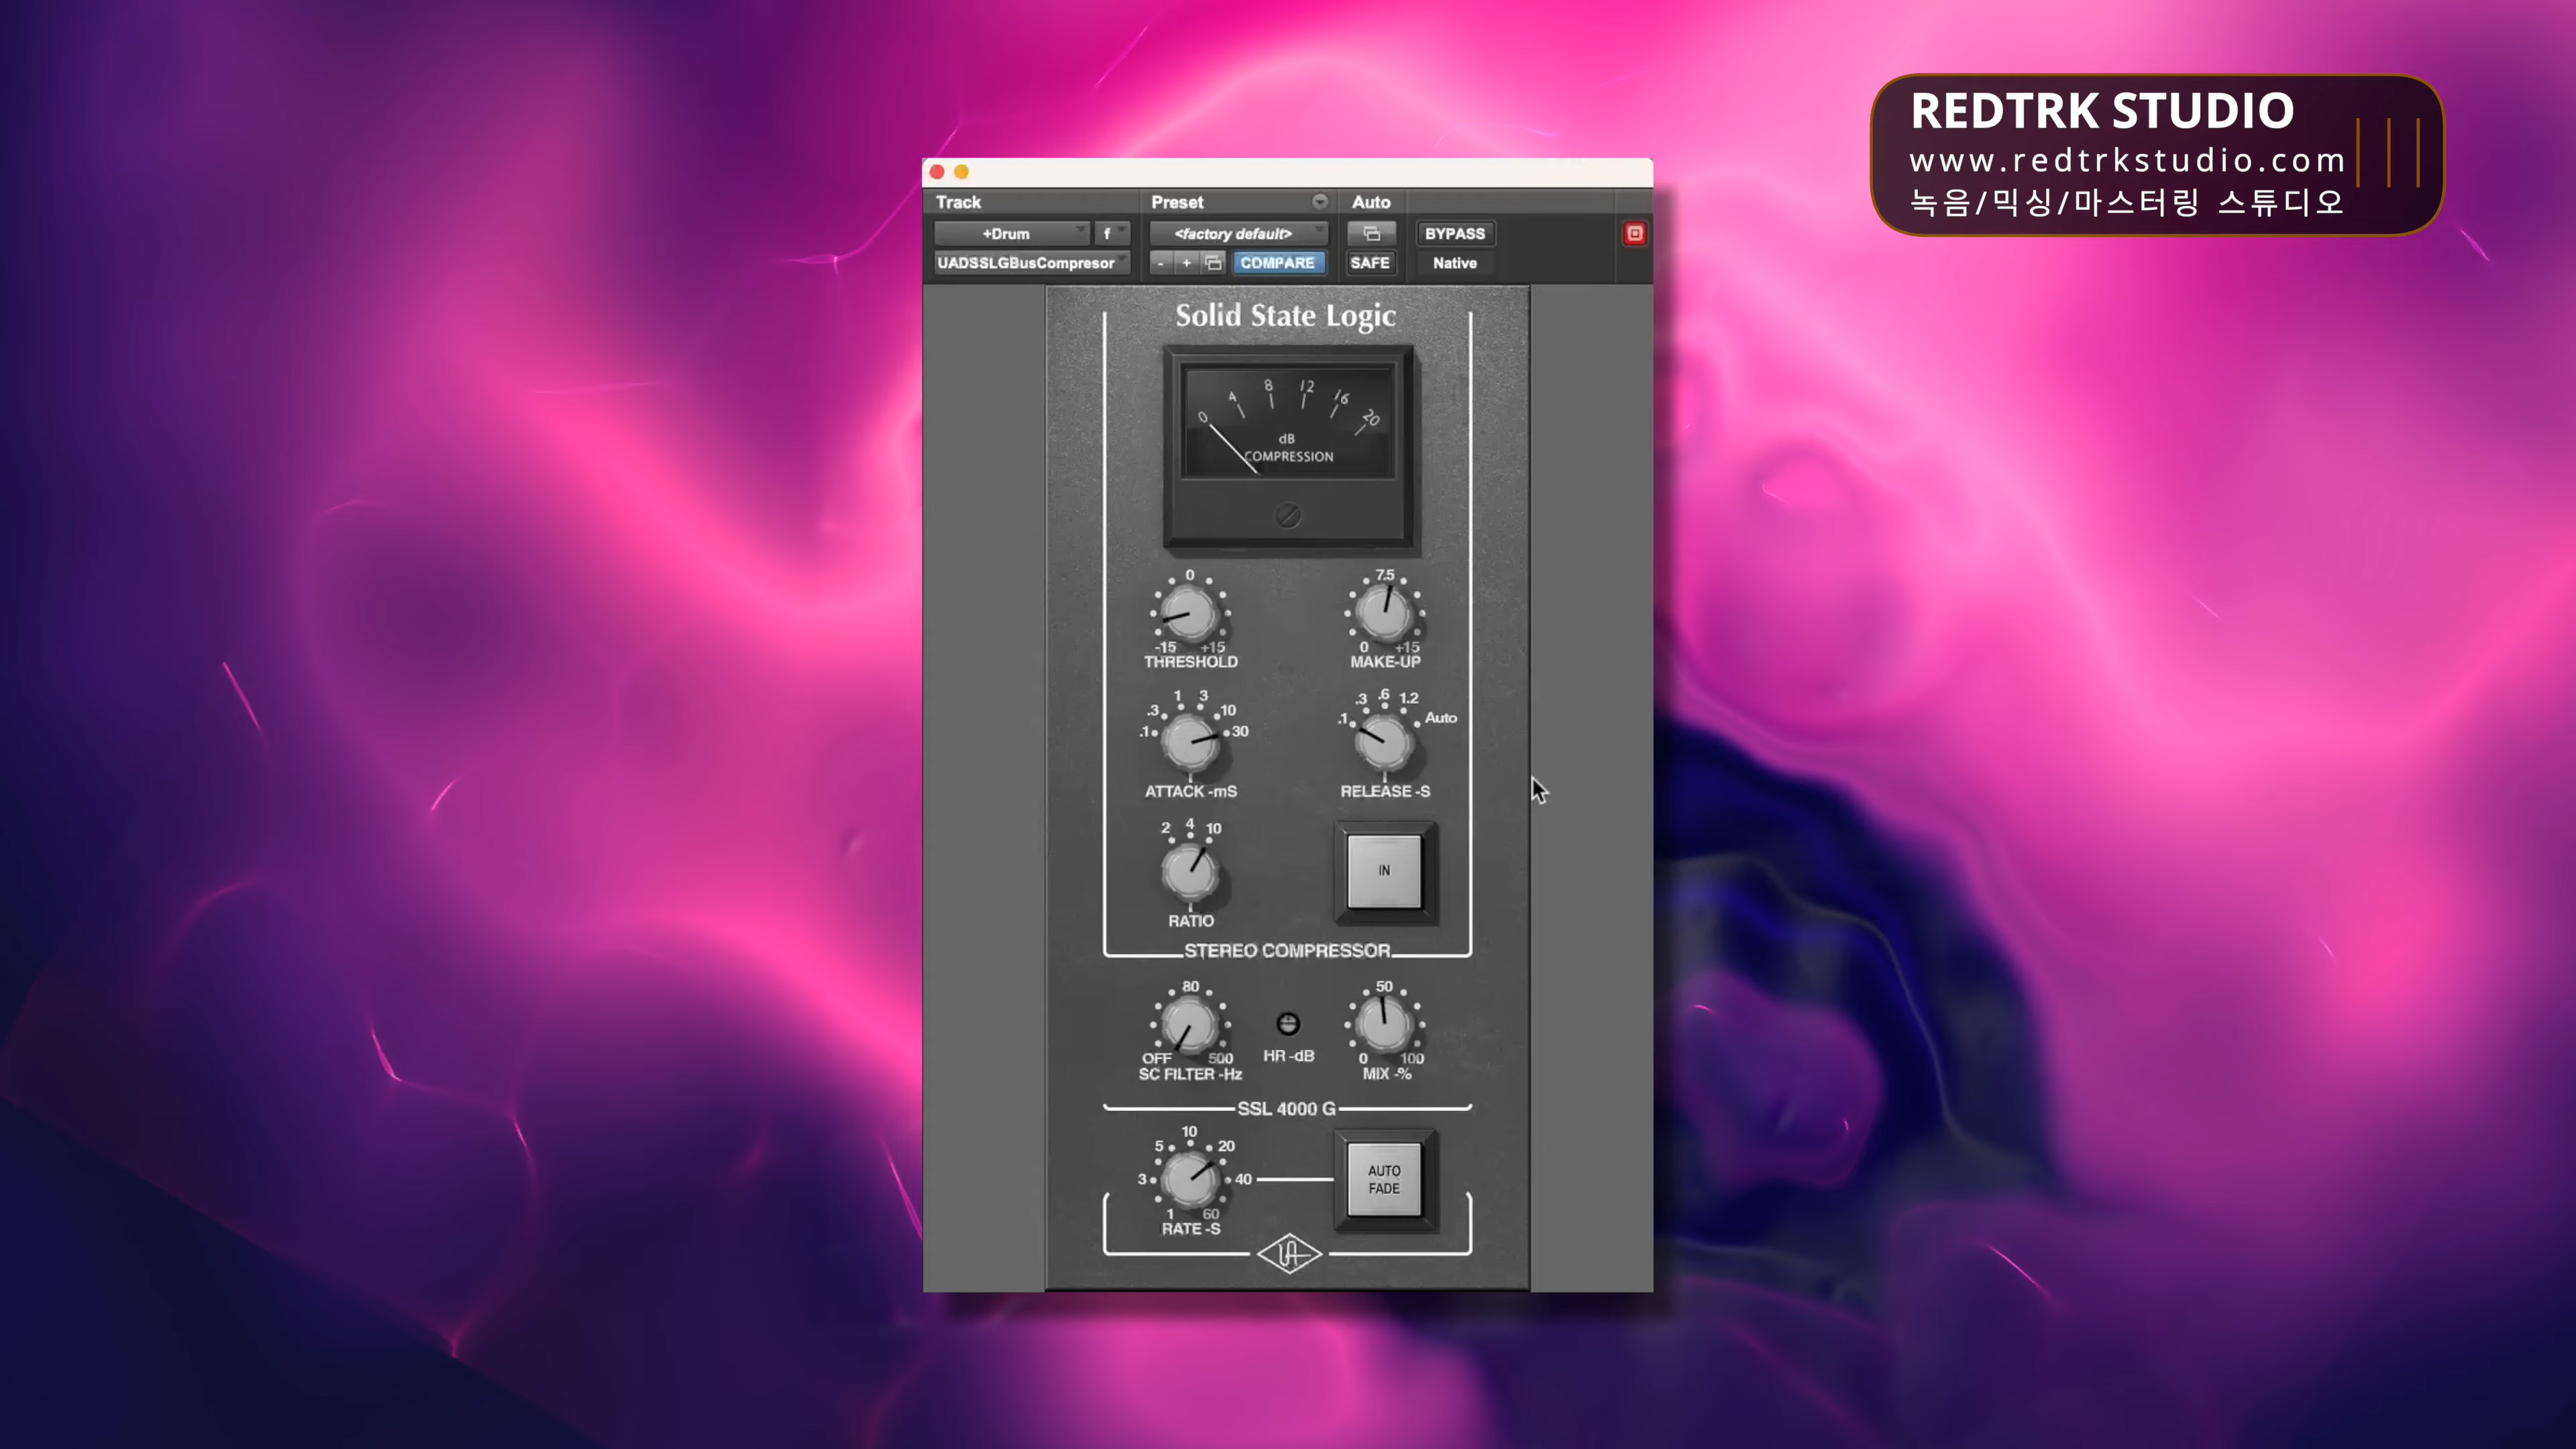 REDTRK STUDIO
www.redtrkstudio.com
녹음/믹싱/마스터링 스튜디오
Track Preset Auto
+Drum f <factory default> BYPASS
UADSSLGBusCompresor - + COMPARE SAFE Native
Solid State Logic
0 4 8 12 16 20
dB
COMPRESSION
0 7.5
-15 +15 0 +15
THRESHOLD MAKE-UP
.1 .3 1 3 10 30 .1 .3 .6 1.2 Auto
ATTACK -mS RELEASE -S
2 4 10
IN
RATIO
STEREO COMPRESSOR
80 50
OFF 500 HR -dB 0 100
SC FILTER -Hz MIX -%
SSL 4000 G
1 3 5 10 20 40 60
AUTO
FADE
RATE -S
UA